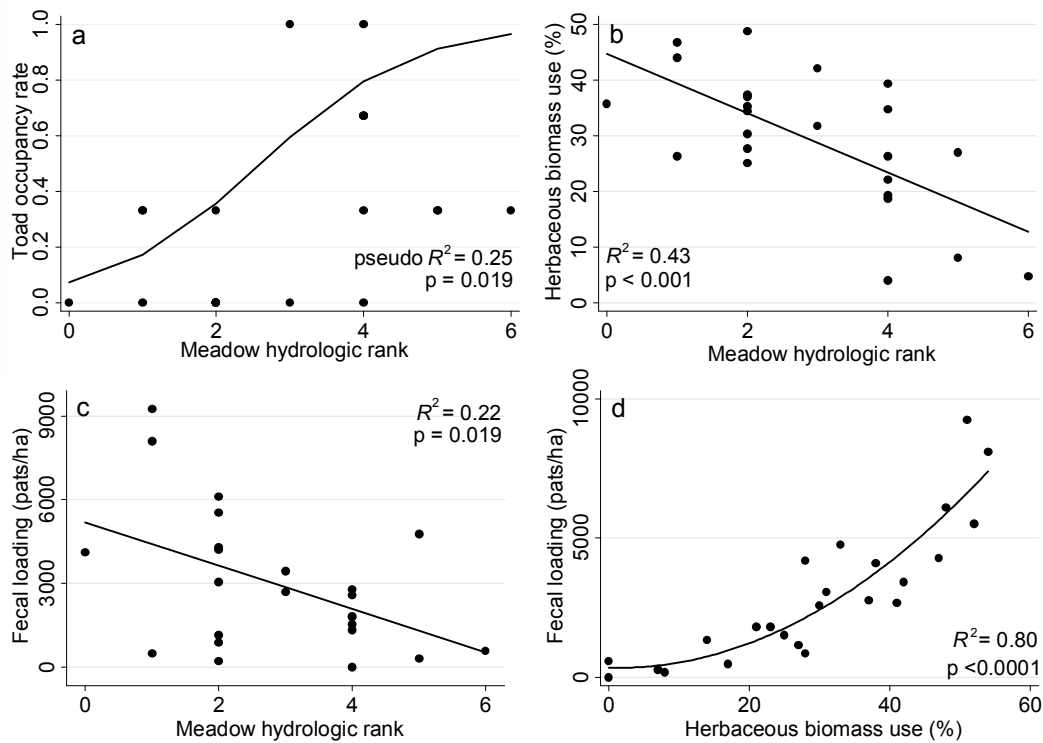 a
Toad occupancy rate
1.0
0.8
0.6
0.4
0.2
0.0
pseudo R² = 0.25
p = 0.019
0 2 4 6
Meadow hydrologic rank
b
Herbaceous biomass use (%)
50
40
30
20
10
0
R² = 0.43
p < 0.001
0 2 4 6
Meadow hydrologic rank
c
Fecal loading (pats/ha)
9000
6000
3000
0
R² = 0.22
p = 0.019
0 2 4 6
Meadow hydrologic rank
d
Fecal loading (pats/ha)
10000
5000
0
R² = 0.80
p <0.0001
0 20 40 60
Herbaceous biomass use (%)